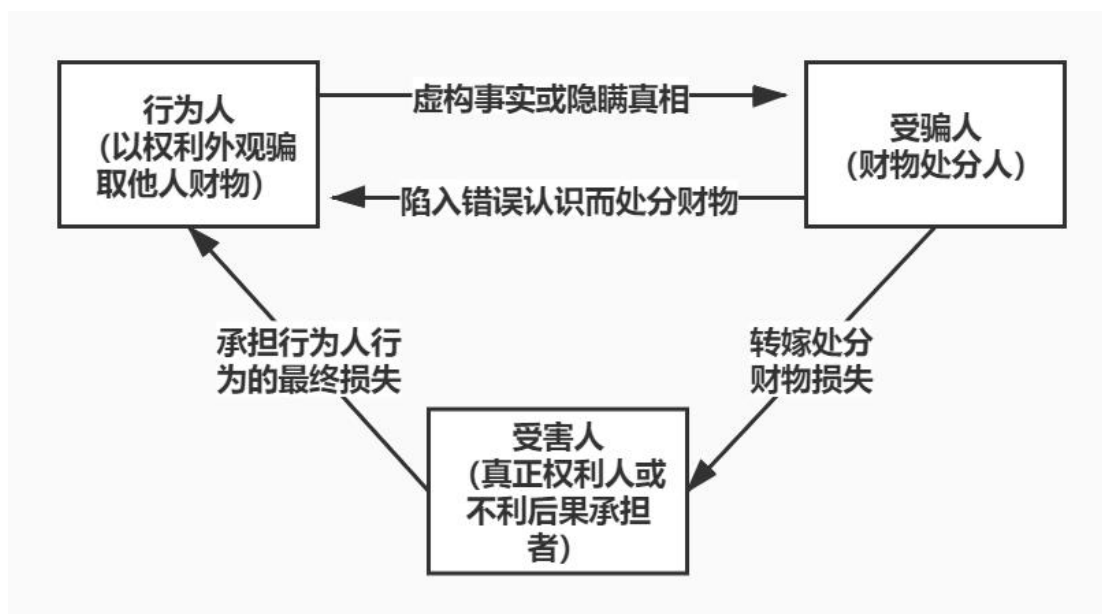 行为人
（以权利外观骗
取他人财物）
虚构事实或隐瞒真相
受骗人
（财物处分人）
陷入错误认识而处分财物
承担行为人行
为的最终损失
转嫁处分
财物损失
受害人
（真正权利人或
不利后果承担
者）